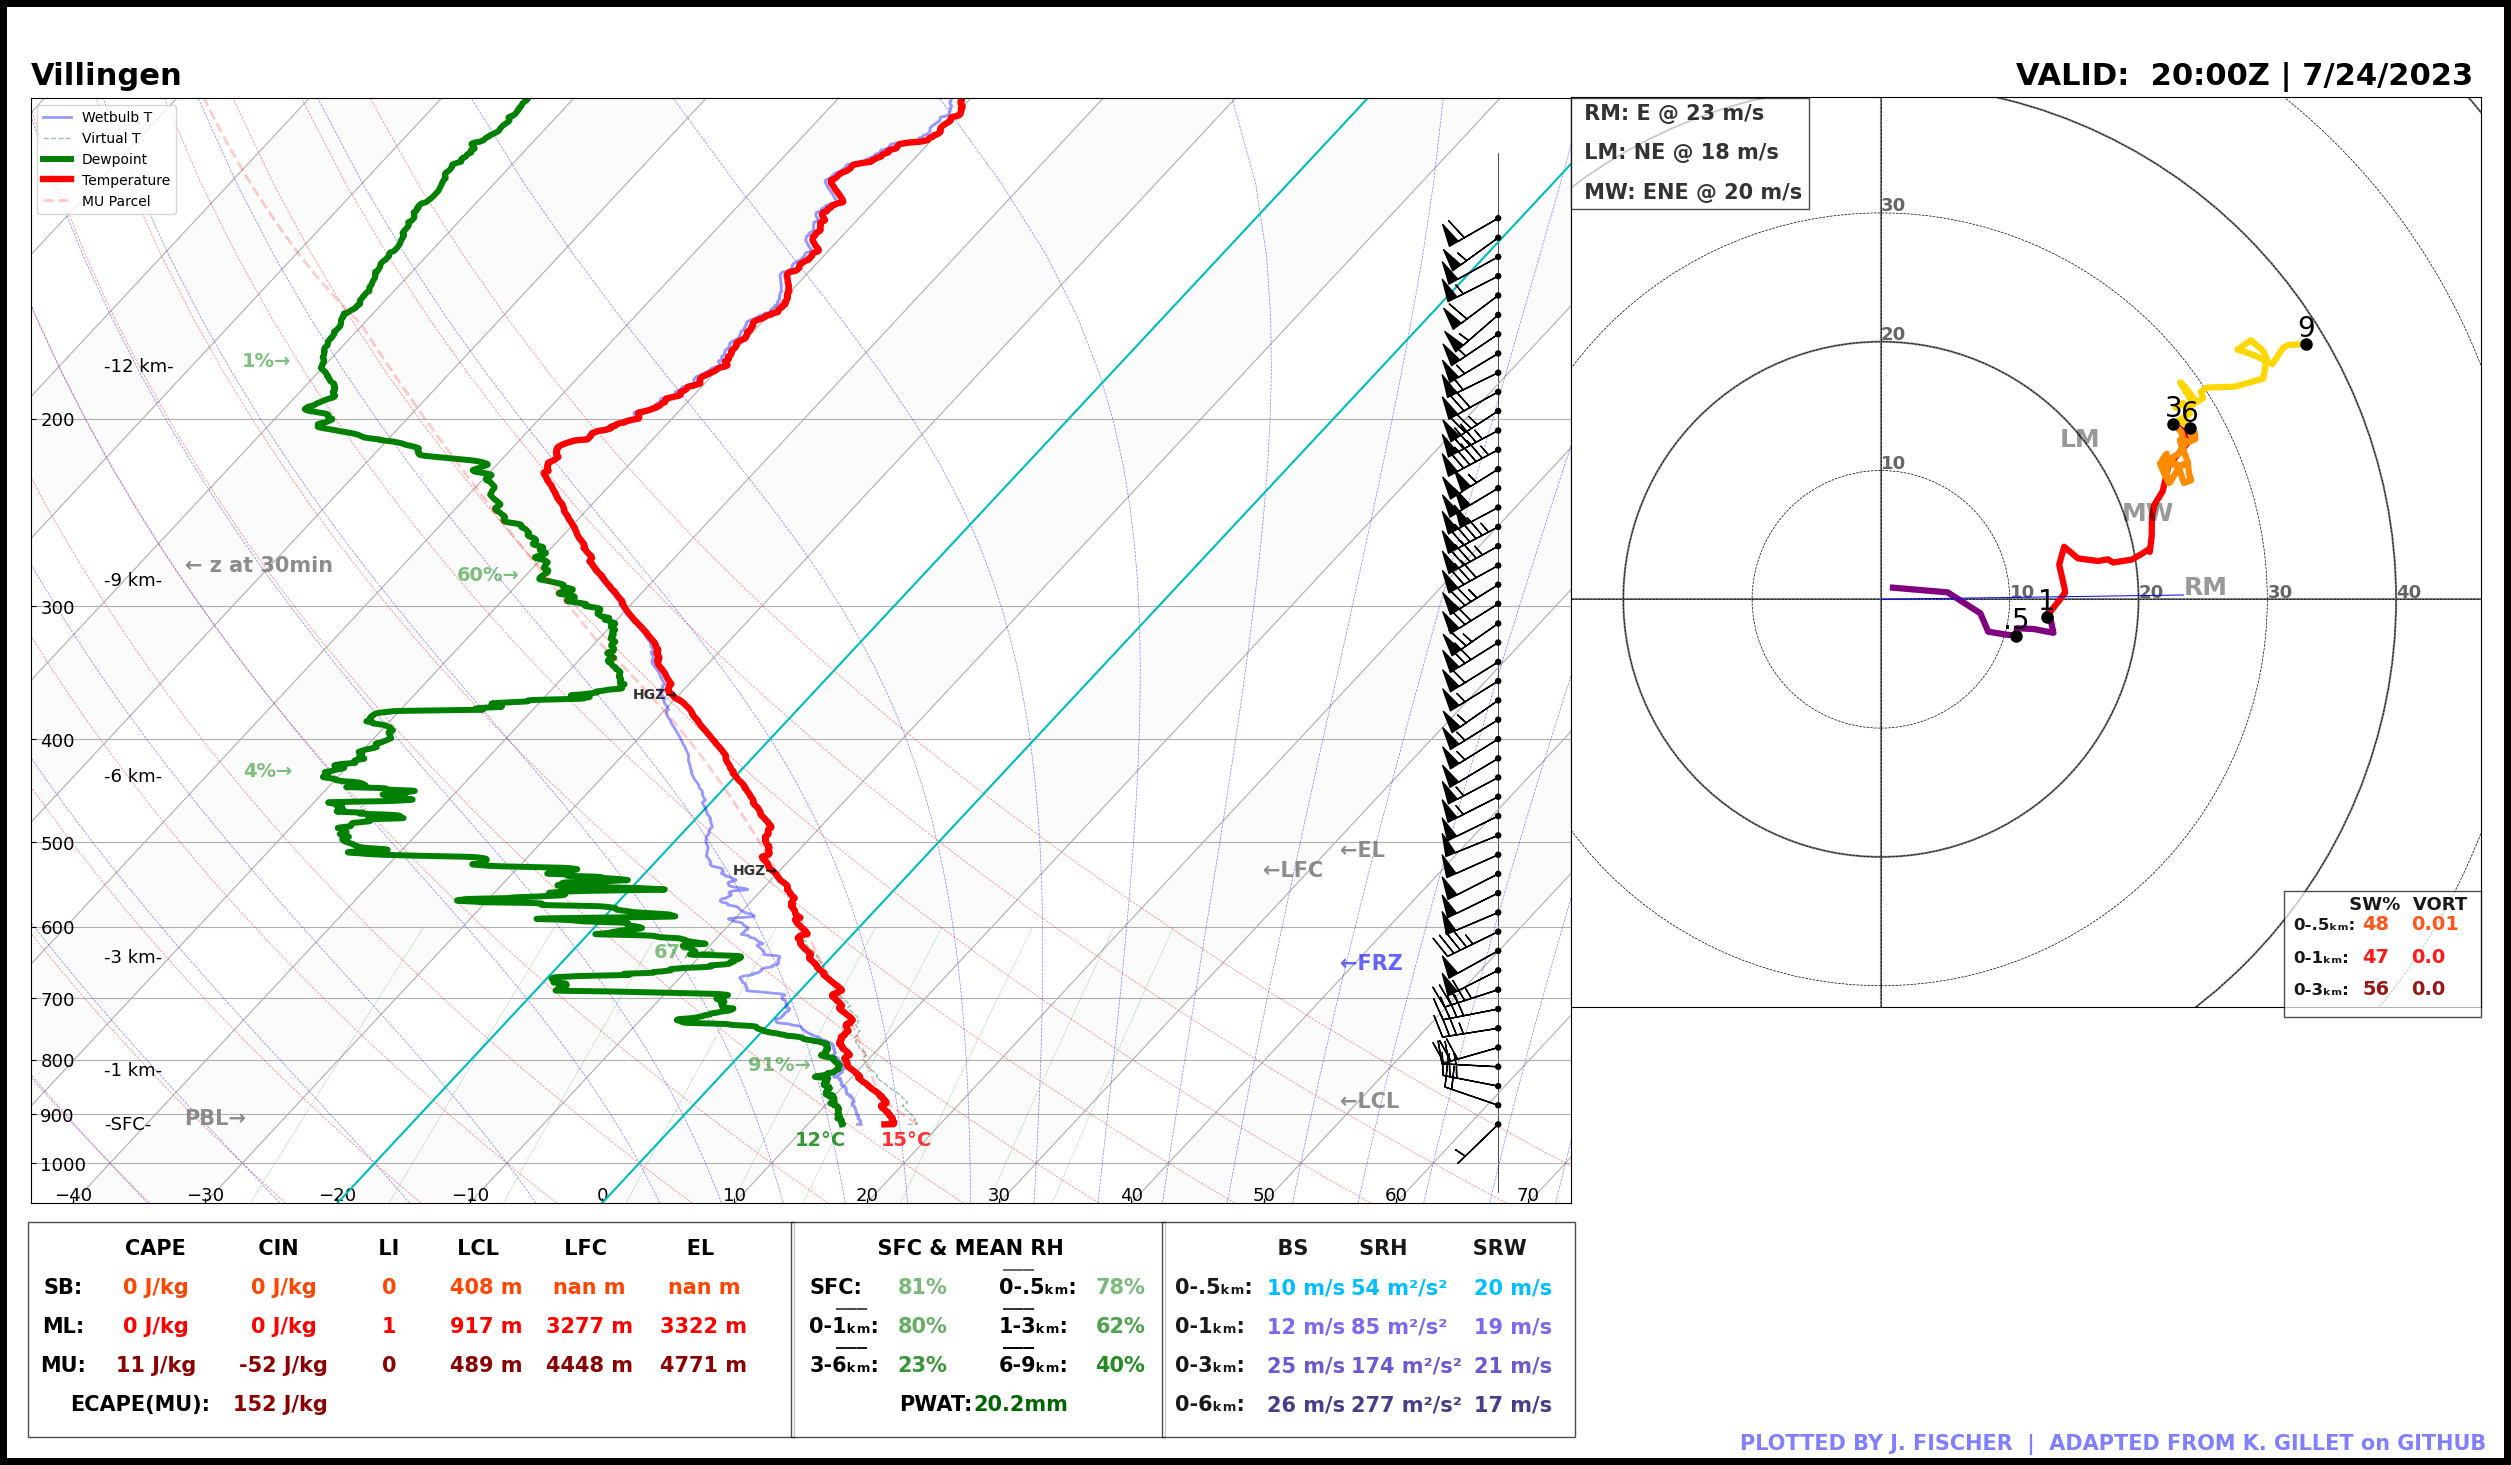 Villingen
VALID:  20:00Z | 7/24/2023
Wetbulb T
Virtual T
Dewpoint
Temperature
MU Parcel
-12 km-
1%→
200
← z at 30min
-9 km-
60%→
300
HGZ→
400
-6 km-
4%→
500
←EL
HGZ→
←LFC
600
67
-3 km-
←FRZ
700
800
91%→
-1 km-
←LCL
900
PBL→
-SFC-
12°C
15°C
1000
−40 −30 −20 −10 0 10 20 30 40 50 60 70
RM: E @ 23 m/s
LM: NE @ 18 m/s
MW: ENE @ 20 m/s
30
20
9
3
6
LM
10
MW
RM
10 20 30 40
1
.5
SW% VORT
0-.5km: 48 0.01
0-1km: 47 0.0
0-3km: 56 0.0
CAPE CIN LI LCL LFC EL
SB: 0 J/kg 0 J/kg 0 408 m nan m nan m
ML: 0 J/kg 0 J/kg 1 917 m 3277 m 3322 m
MU: 11 J/kg -52 J/kg 0 489 m 4448 m 4771 m
ECAPE(MU): 152 J/kg
SFC & MEAN RH
SFC: 81% 0-.5km: 78%
0-1km: 80% 1-3km: 62%
3-6km: 23% 6-9km: 40%
PWAT: 20.2mm
BS SRH SRW
0-.5km: 10 m/s 54 m²/s² 20 m/s
0-1km: 12 m/s 85 m²/s² 19 m/s
0-3km: 25 m/s 174 m²/s² 21 m/s
0-6km: 26 m/s 277 m²/s² 17 m/s
PLOTTED BY J. FISCHER  |  ADAPTED FROM K. GILLET on GITHUB